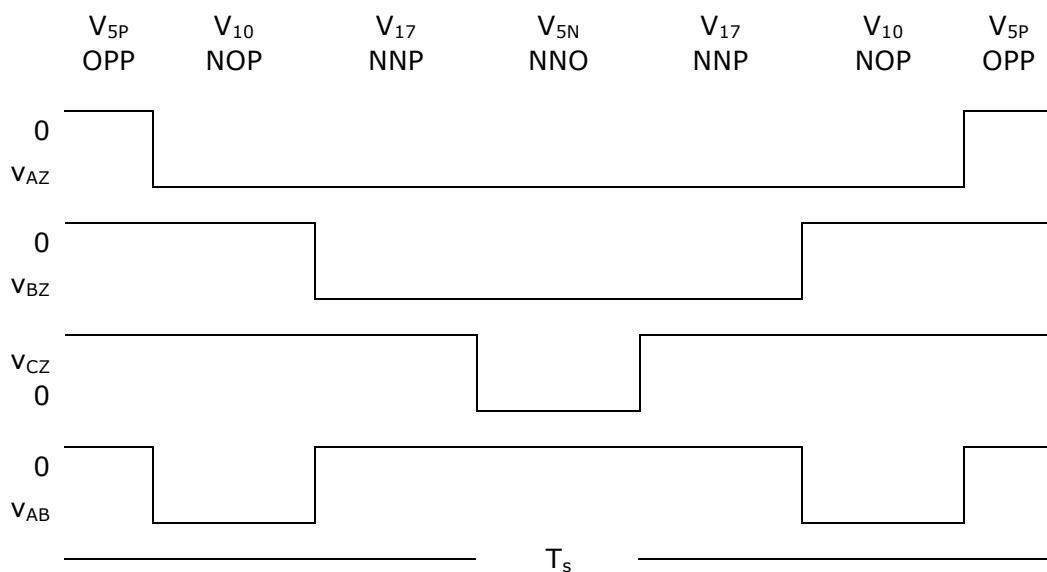 V5P V10 V17 V5N V17 V10 V5P
OPP NOP NNP NNO NNP NOP OPP
0
vAZ
0
vBZ
vCZ
0
0
vAB
Ts